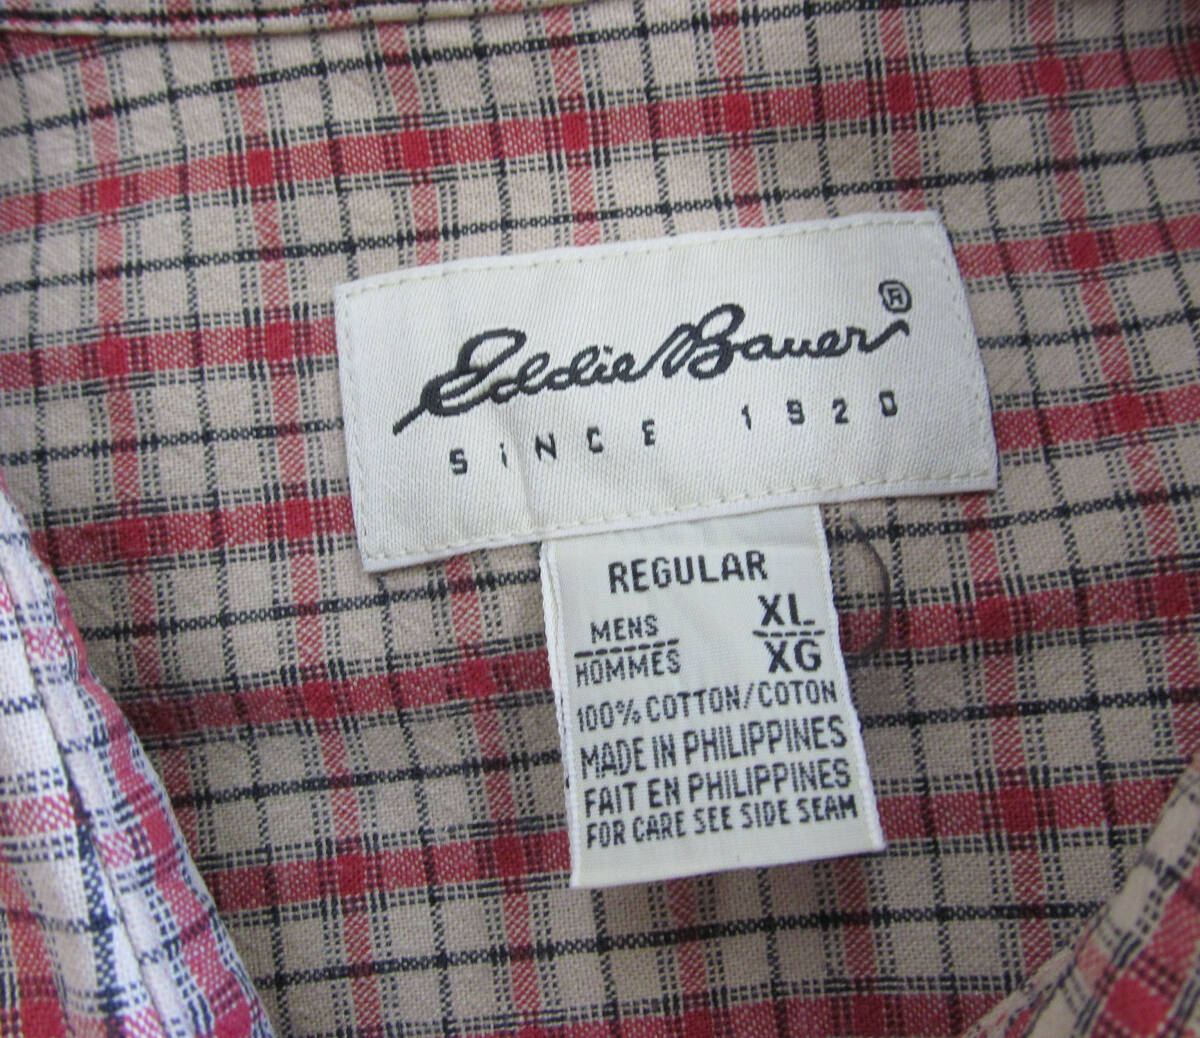 Eddie Bauer®
SiNCE 1920
REGULAR
MENS XL
HOMMES XG
100% COTTON/COTON
MADE IN PHILIPPINES
FAIT EN PHILIPPINES
FOR CARE SEE SIDE SEAM